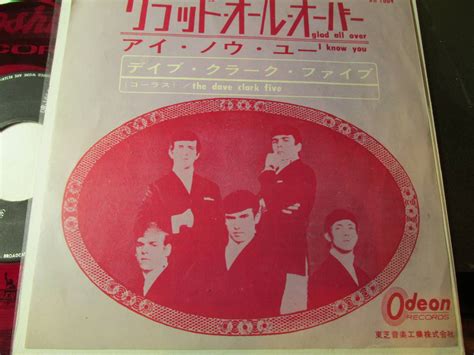 グラッド・オール・オーバー
glad all over
アイ・ノウ・ユー
I know you
デイブ・クラーク・ファイブ
(コーラス) / the dave clark five
Odeon
RECORDS
東芝音楽工業株式会社